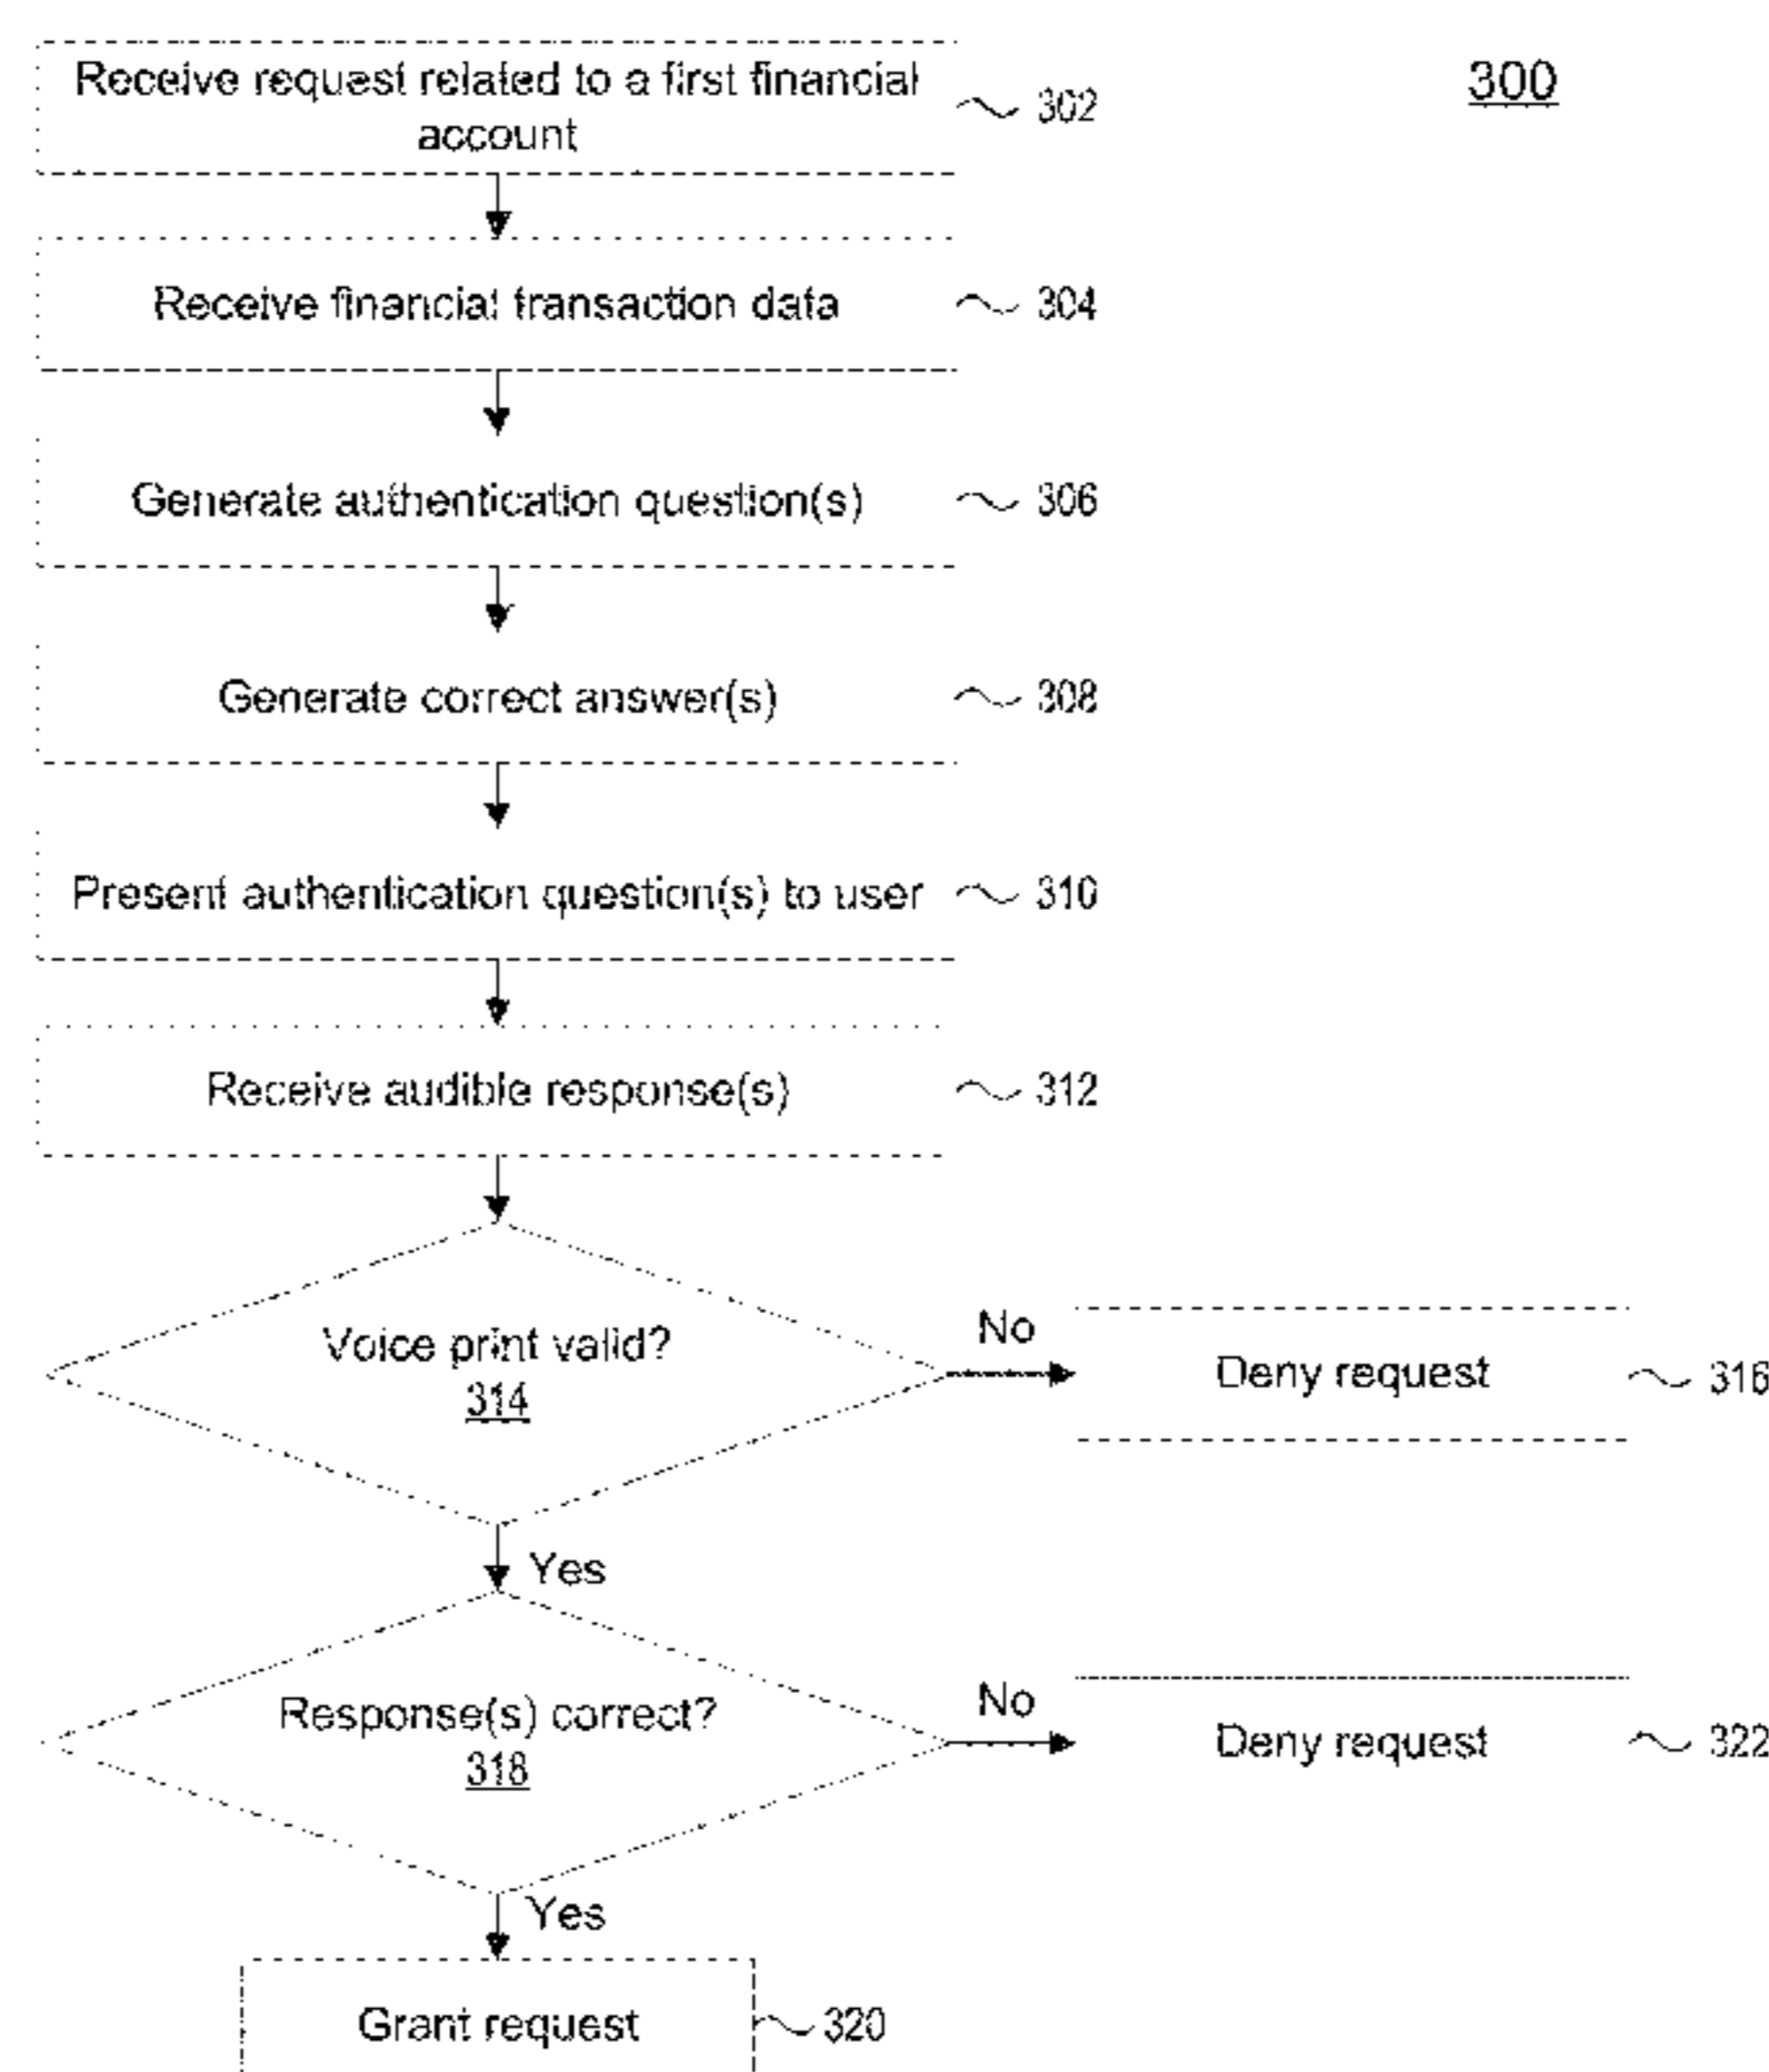 300
Receive request related to a first financial
account
302
Receive financial transaction data
304
Generate authentication question(s)
306
Generate correct answer(s)
308
Present authentication question(s) to user
310
Receive audible response(s)
312
Voice print valid?
314
No
Deny request
316
Yes
Response(s) correct?
318
No
Deny request
322
Yes
Grant request
320